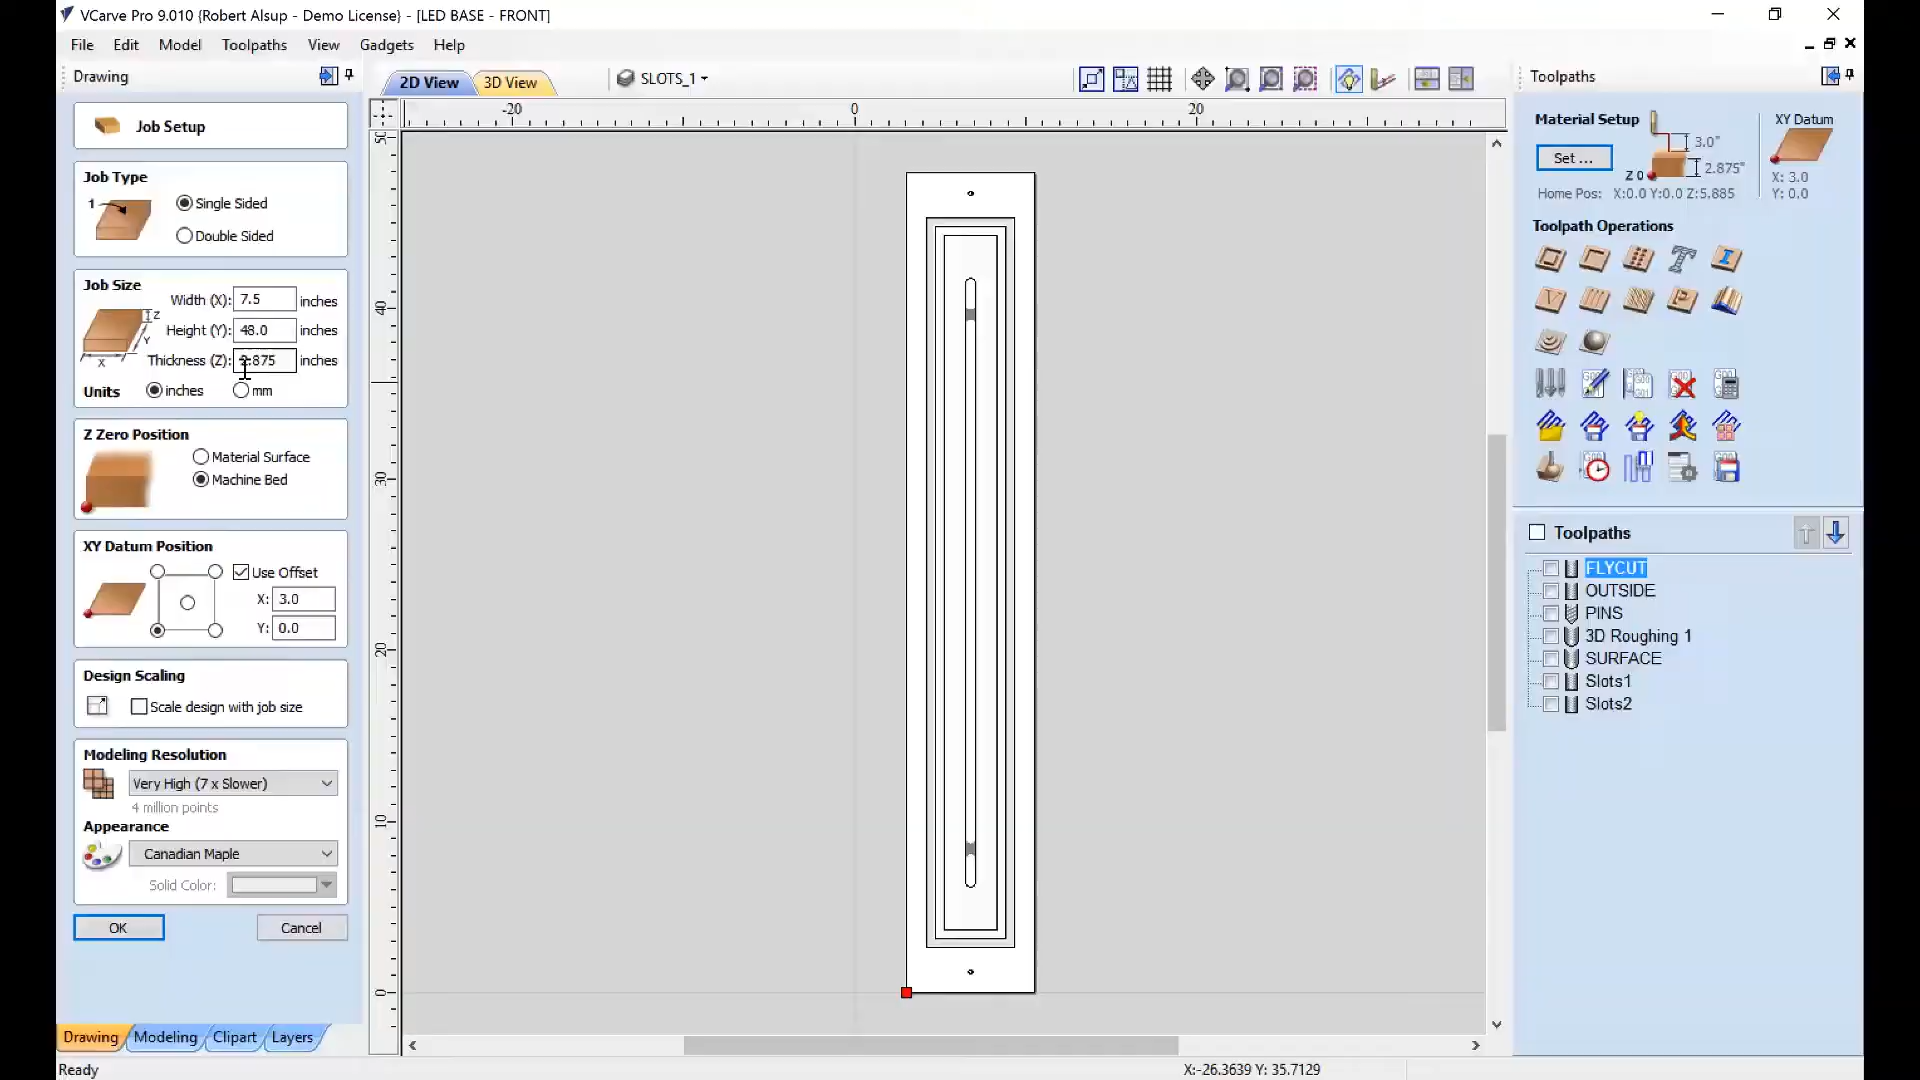 VCarve Pro 9.010 {Robert Alsup - Demo License} - [LED BASE - FRONT]
File Edit Model Toolpaths View Gadgets Help
Drawing
Job Setup
Job Type
1
Single Sided
Double Sided
Job Size
Width (X): 7.5 inches
Height (Y): 48.0 inches
Thickness (Z): 2.875 inches
Z
Y
X
Units inches mm
Z Zero Position
Material Surface
Machine Bed
XY Datum Position
Use Offset
X: 3.0
Y: 0.0
Design Scaling
Scale design with job size
Modeling Resolution
Very High (7 x Slower)
4 million points
Appearance
Canadian Maple
Solid Color:
OK Cancel
Drawing Modeling Clipart Layers
Ready
2D View 3D View SLOTS_1
-20 0 20
50
40
30
20
10
0
X:-26.3639 Y: 35.7129
Toolpaths
Material Setup
Set ...
3.0"
2.875"
Z 0
Home Pos: X:0.0 Y:0.0 Z:5.885
XY Datum
X: 3.0
Y: 0.0
Toolpath Operations
Toolpaths
FLYCUT
OUTSIDE
PINS
3D Roughing 1
SURFACE
Slots1
Slots2